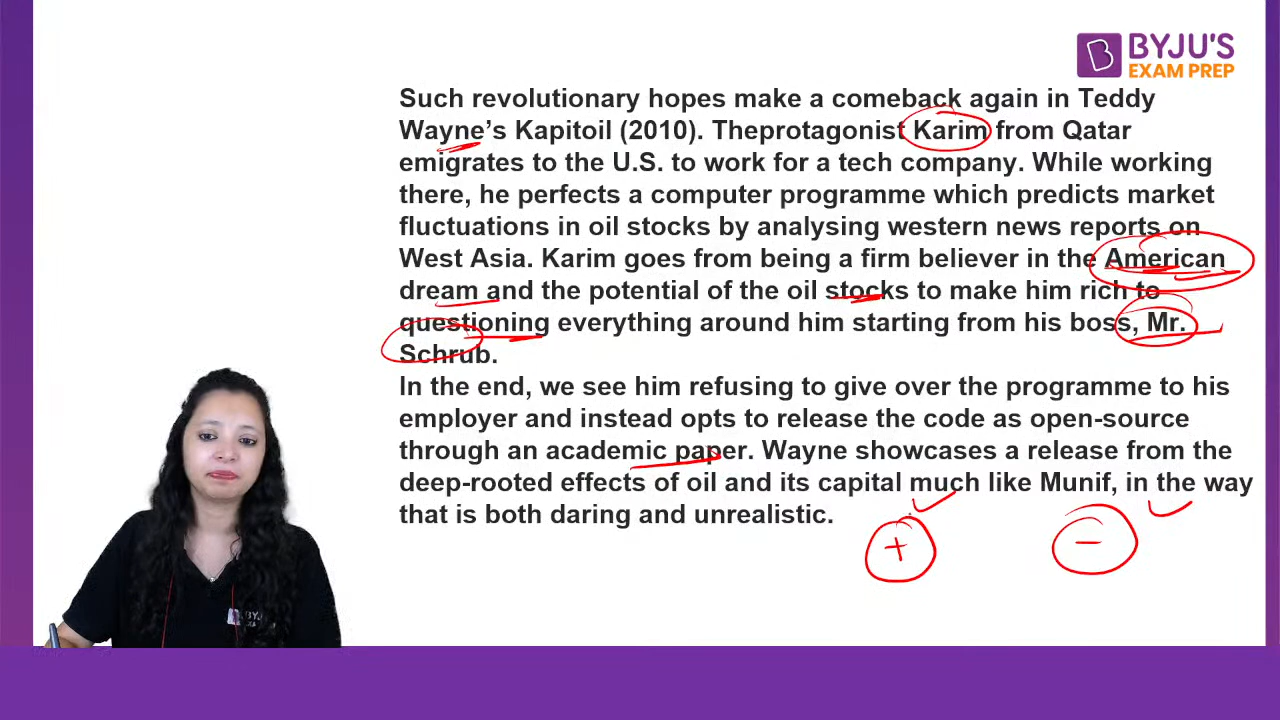 BYJU'S
EXAM PREP
Such revolutionary hopes make a comeback again in Teddy
Wayne's Kapitoil (2010). Theprotagonist Karim from Qatar
emigrates to the U.S. to work for a tech company. While working
there, he perfects a computer programme which predicts market
fluctuations in oil stocks by analysing western news reports on
West Asia. Karim goes from being a firm believer in the American
dream and the potential of the oil stocks to make him rich to
questioning everything around him starting from his boss, Mr.
Schrub.
In the end, we see him refusing to give over the programme to his
employer and instead opts to release the code as open-source
through an academic paper. Wayne showcases a release from the
deep-rooted effects of oil and its capital much like Munif, in the way
that is both daring and unrealistic.
+ −